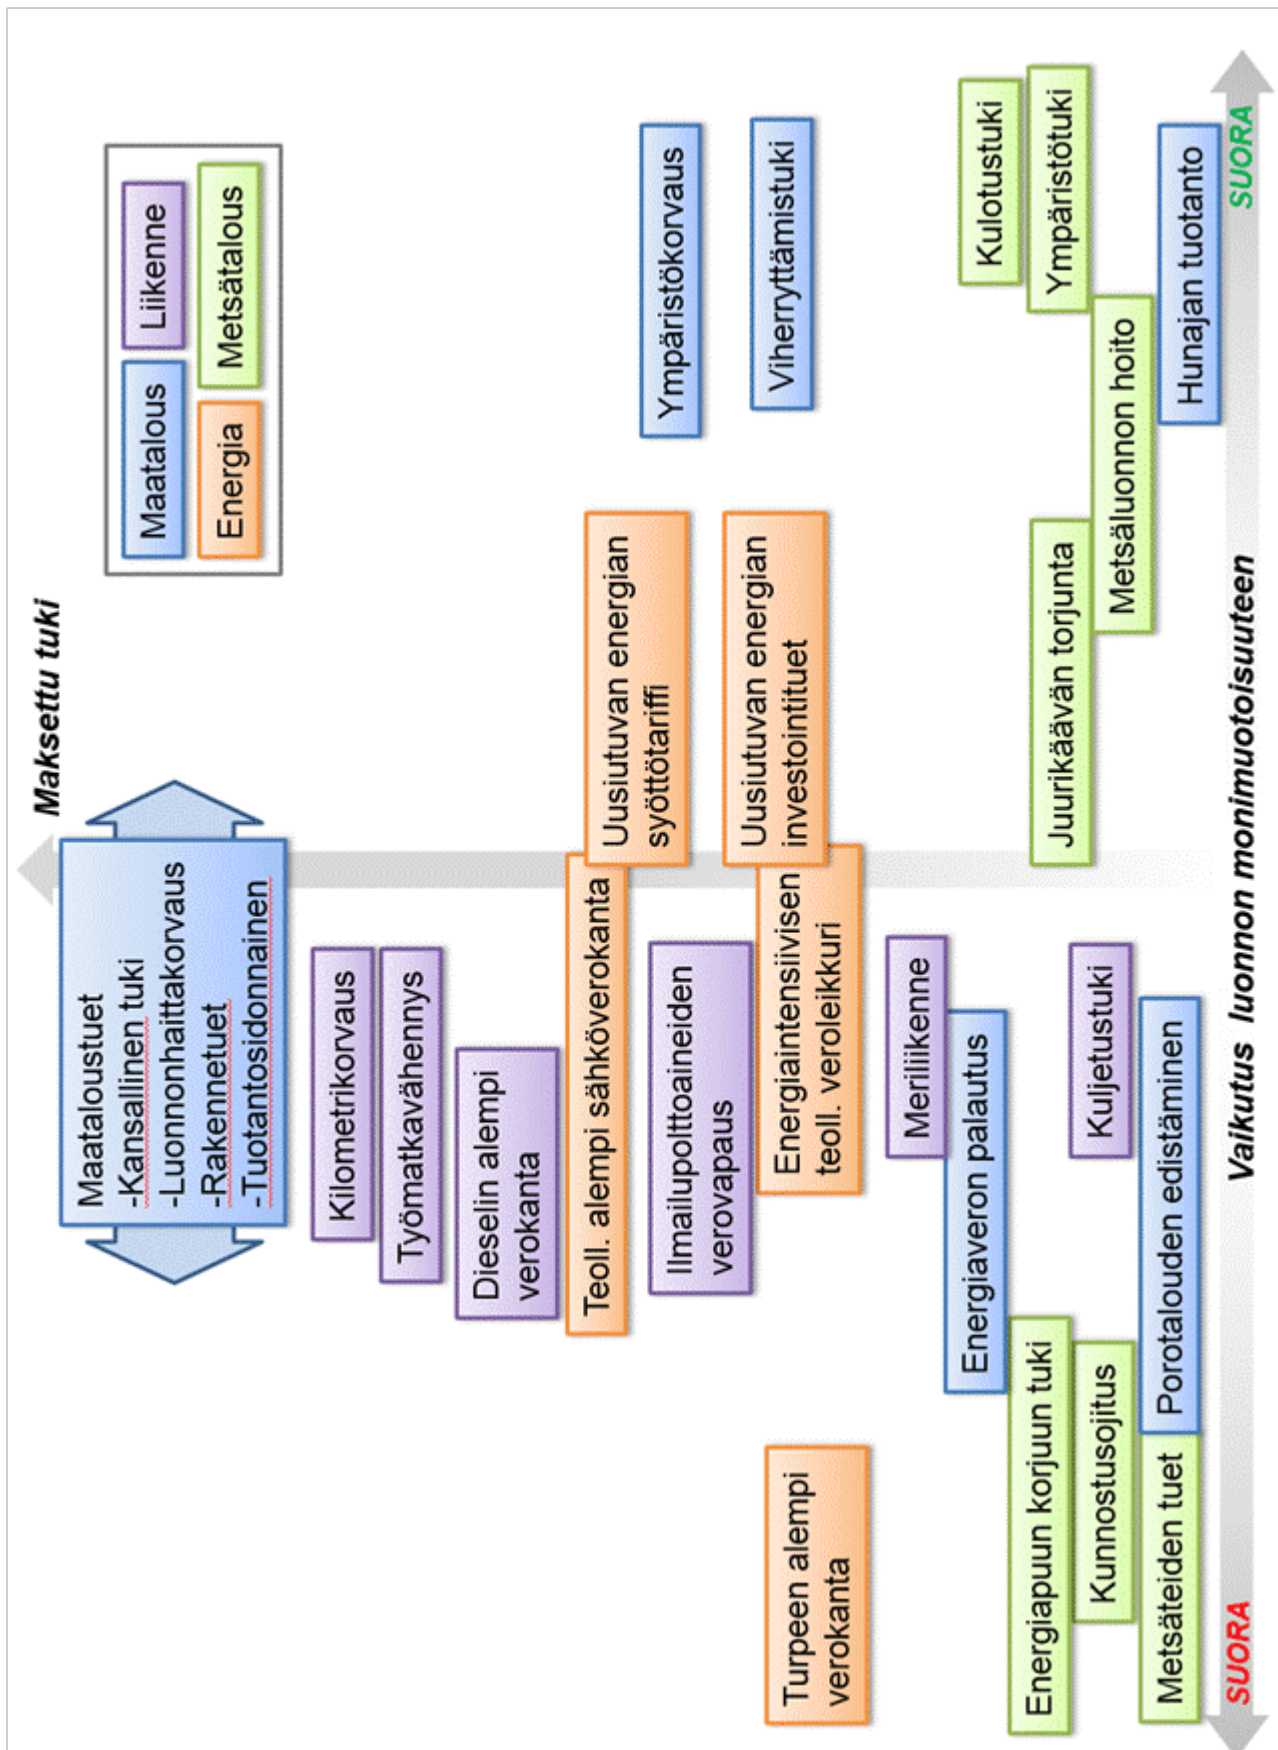 Maksettu tuki
Maatalous
Liikenne
Energia
Metsätalous
Maataloustuet
-Kansallinen tuki
-Luonnonhaittakorvaus
-Rakennetuet
-Tuotantosidonnainen
Kilometrikorvaus
Työmatkavähennys
Dieselin alempi
verokanta
Teoll. alempi sähköverokanta
Uusiutuvan energian
syöttötariffi
Ympäristökorvaus
Ilmailupolttoaineiden
verovapaus
Uusiutuvan energian
investointituet
Viherryttämistuki
Energiaintensiivisen
teoll. veroleikkuri
Turpeen alempi
verokanta
Meriliikenne
Energiaveron palautus
Kulotustuki
Energiapuun korjuun tuki
Juurikäävän torjunta
Ympäristötuki
Kunnostusojitus
Kuljetustuki
Metsäluonnon hoito
Metsäteiden tuet
Porotalouden edistäminen
Hunajan tuotanto
SUORA
Vaikutus luonnon monimuotoisuuteen
SUORA